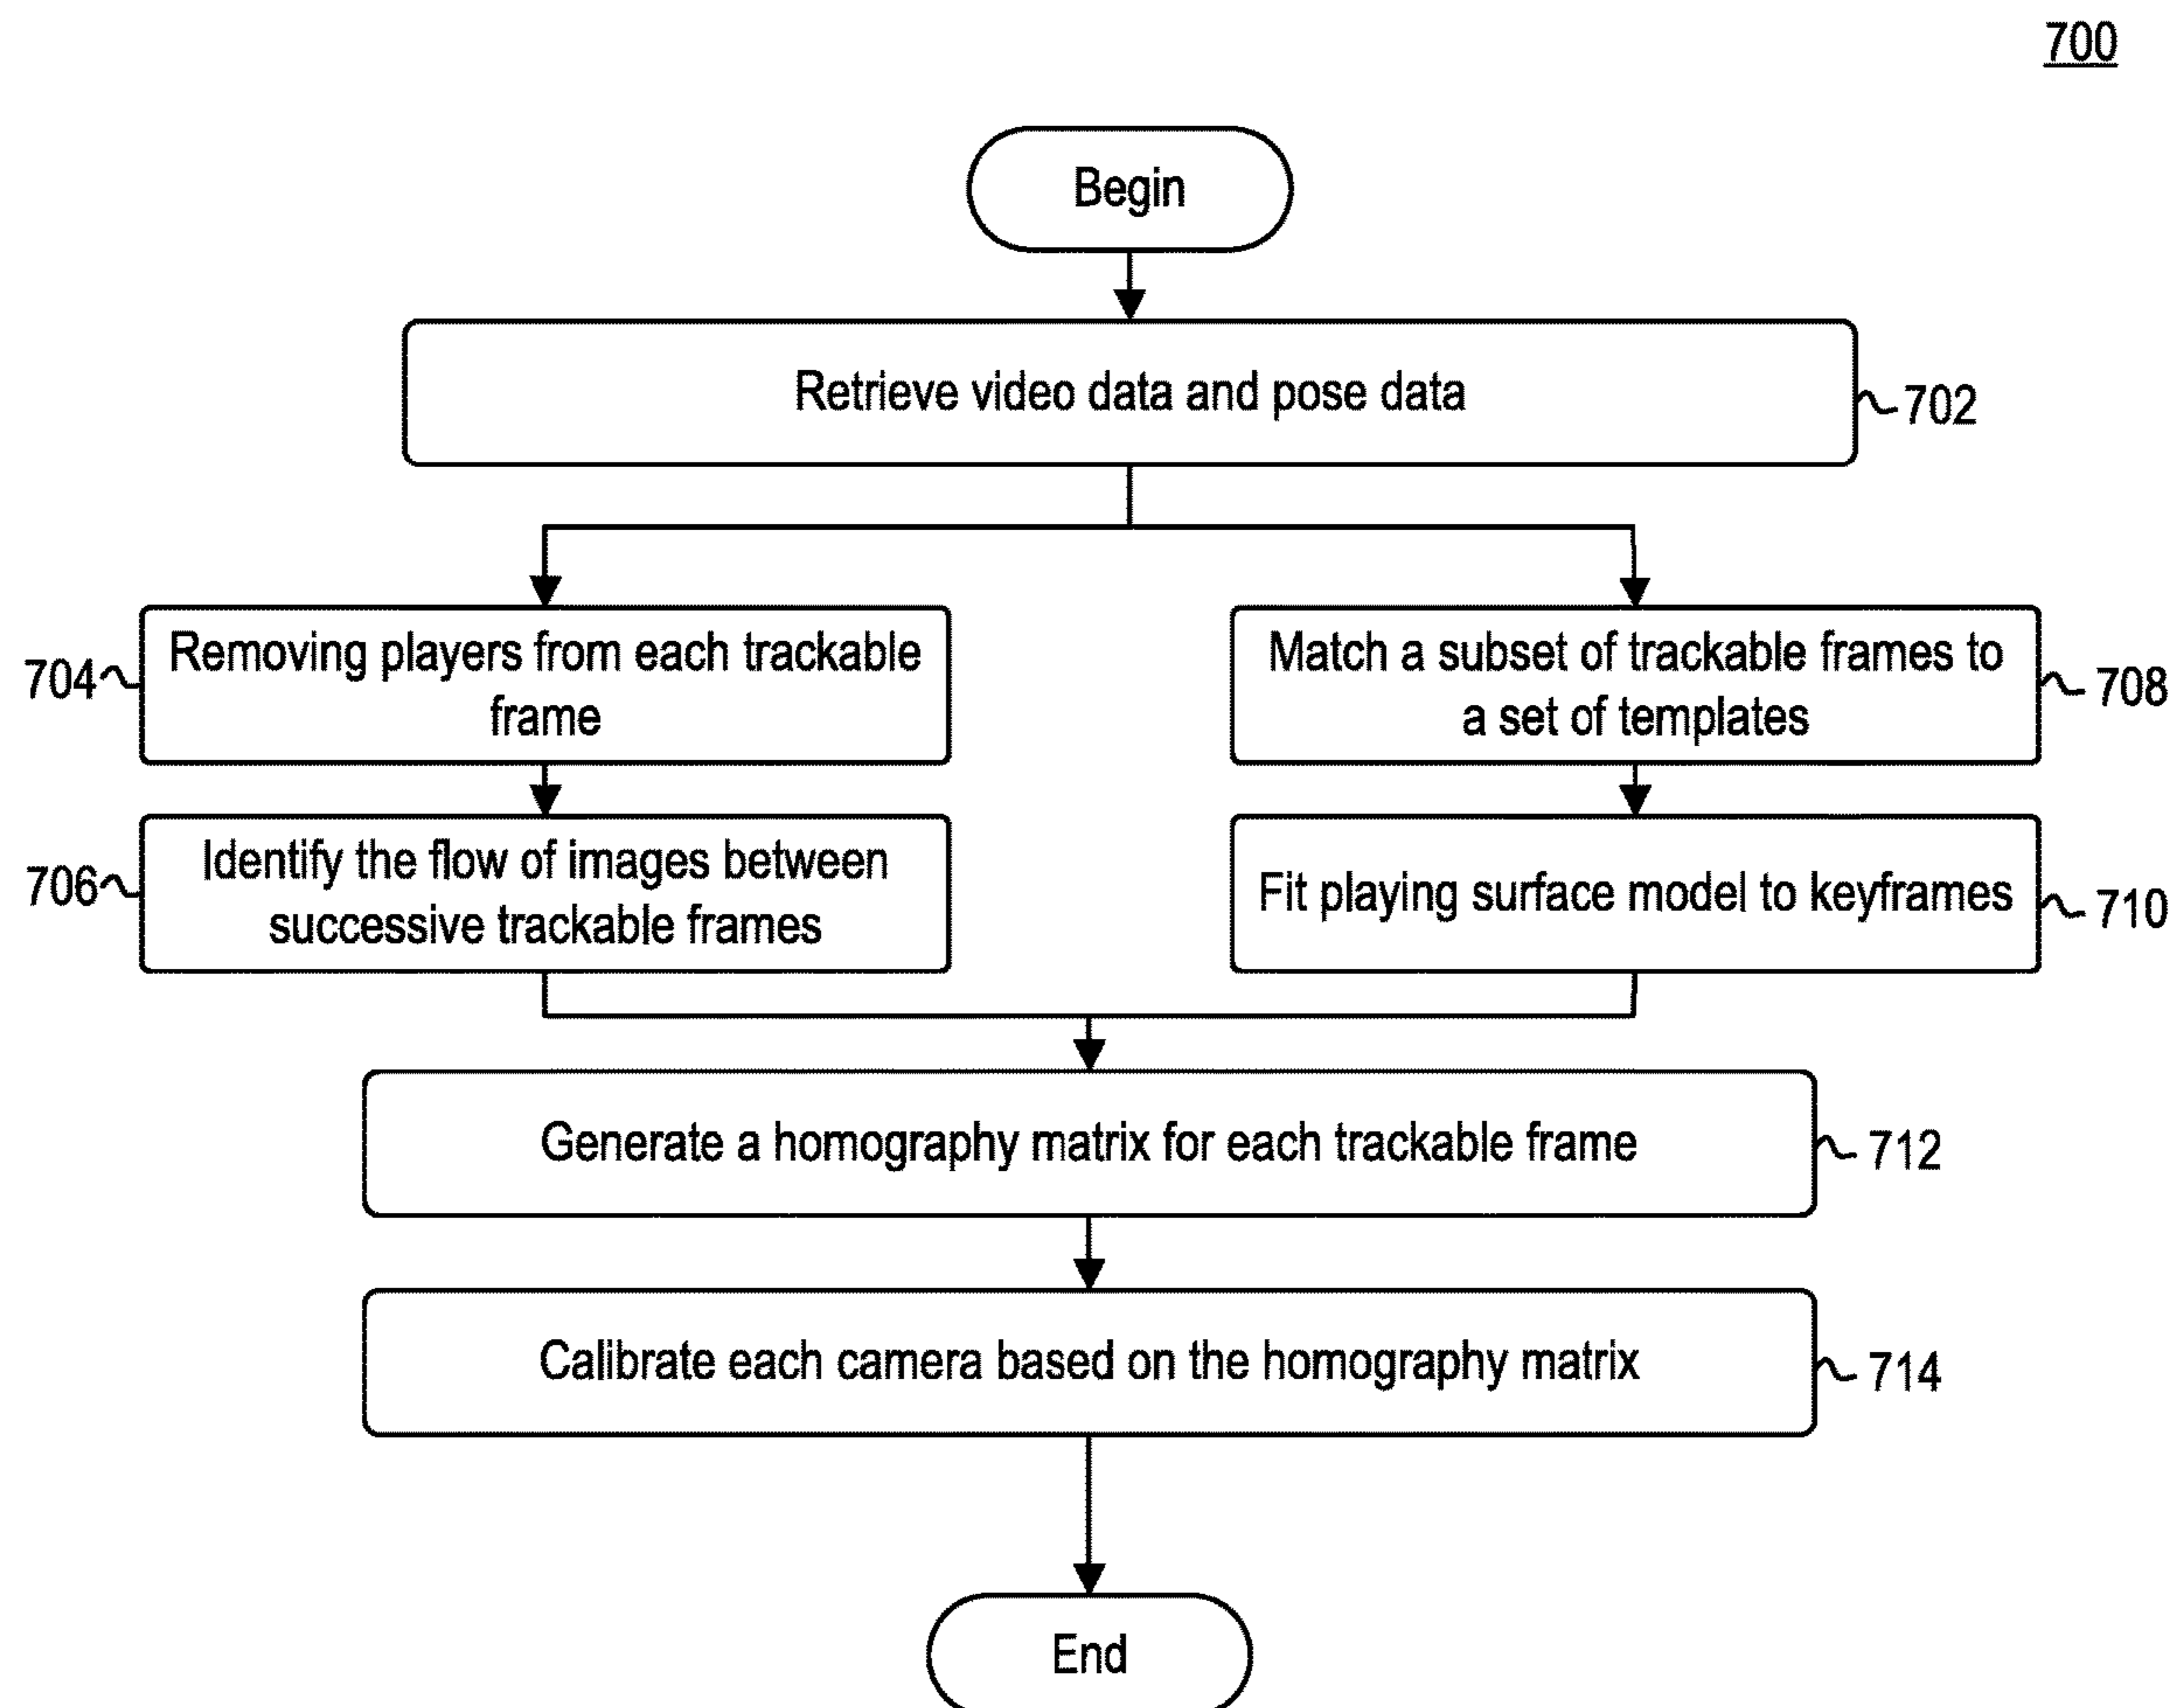 700
Begin
Retrieve video data and pose data
702
704
Removing players from each trackable
frame
Match a subset of trackable frames to
a set of templates
708
706
Identify the flow of images between
successive trackable frames
Fit playing surface model to keyframes
710
Generate a homography matrix for each trackable frame
712
Calibrate each camera based on the homography matrix
714
End